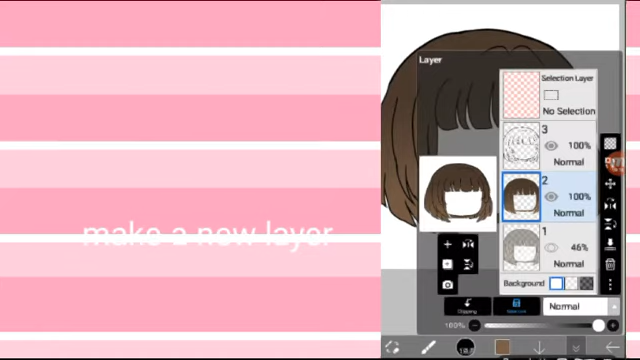 make a new layer
Layer
Selection Layer
No Selection
3
100%
Normal
2
100%
Normal
1
46%
Normal
Background
Clipping
Normal
100%